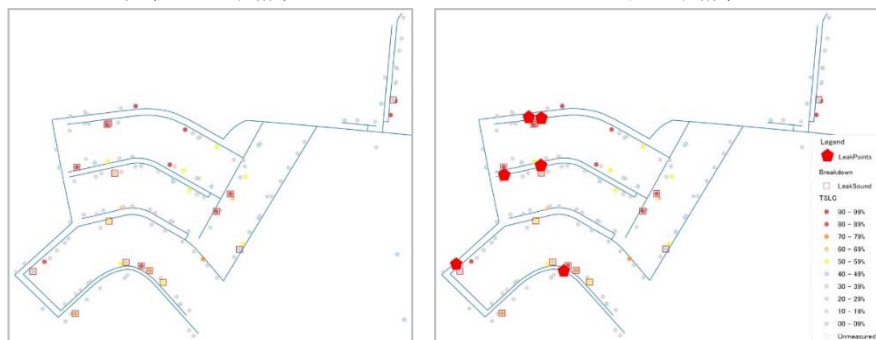 Legend
LeakPoints
Breakdown
LeakSound
TSLC
90 - 99%
80 - 89%
70 - 79%
60 - 69%
50 - 59%
40 - 49%
30 - 39%
20 - 29%
10 - 19%
00 - 09%
Unmeasured